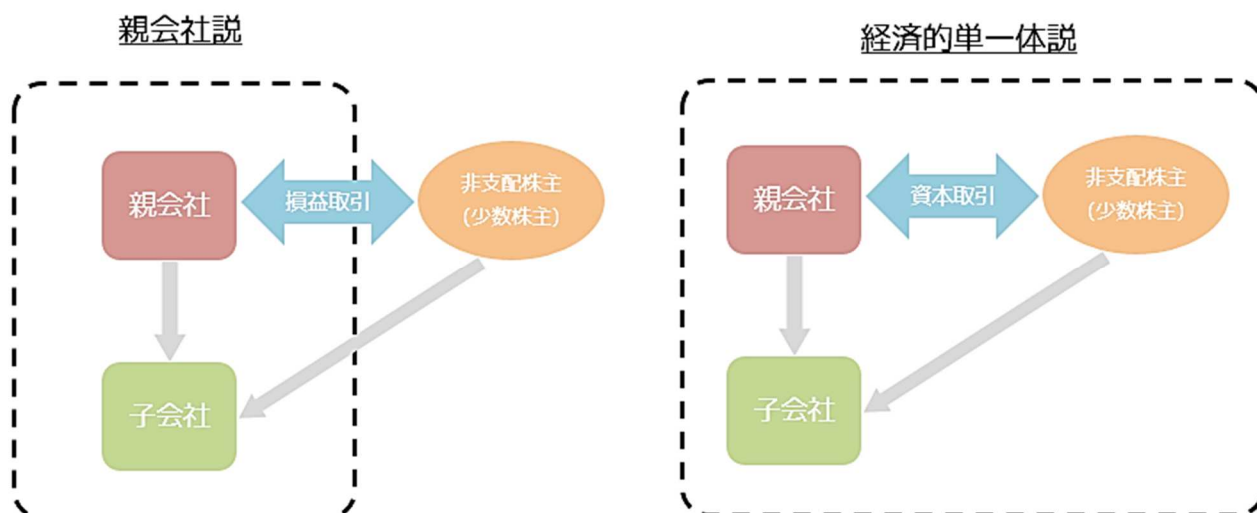 親会社説
親会社
損益取引
非支配株主
(少数株主)
子会社
経済的単一体説
親会社
資本取引
非支配株主
(少数株主)
子会社